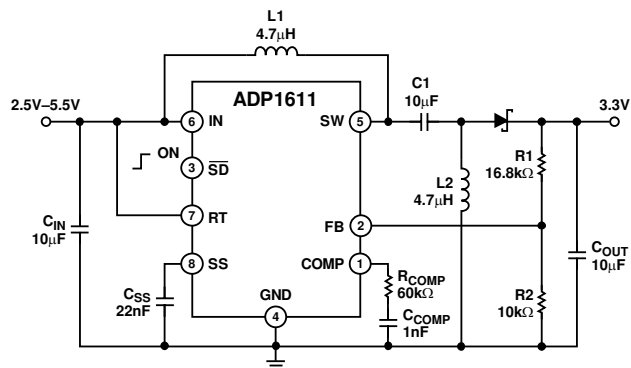 L1
4.7μH
ADP1611
C1
10μF
2.5V–5.5V
6
IN
SW
5
3.3V
ON
3
SD
R1
16.8kΩ
L2
4.7μH
CIN
10μF
7
RT
FB
2
8
SS
COMP
1
RCOMP
60kΩ
COUT
10μF
CSS
22nF
GND
4
CCOMP
1nF
R2
10kΩ